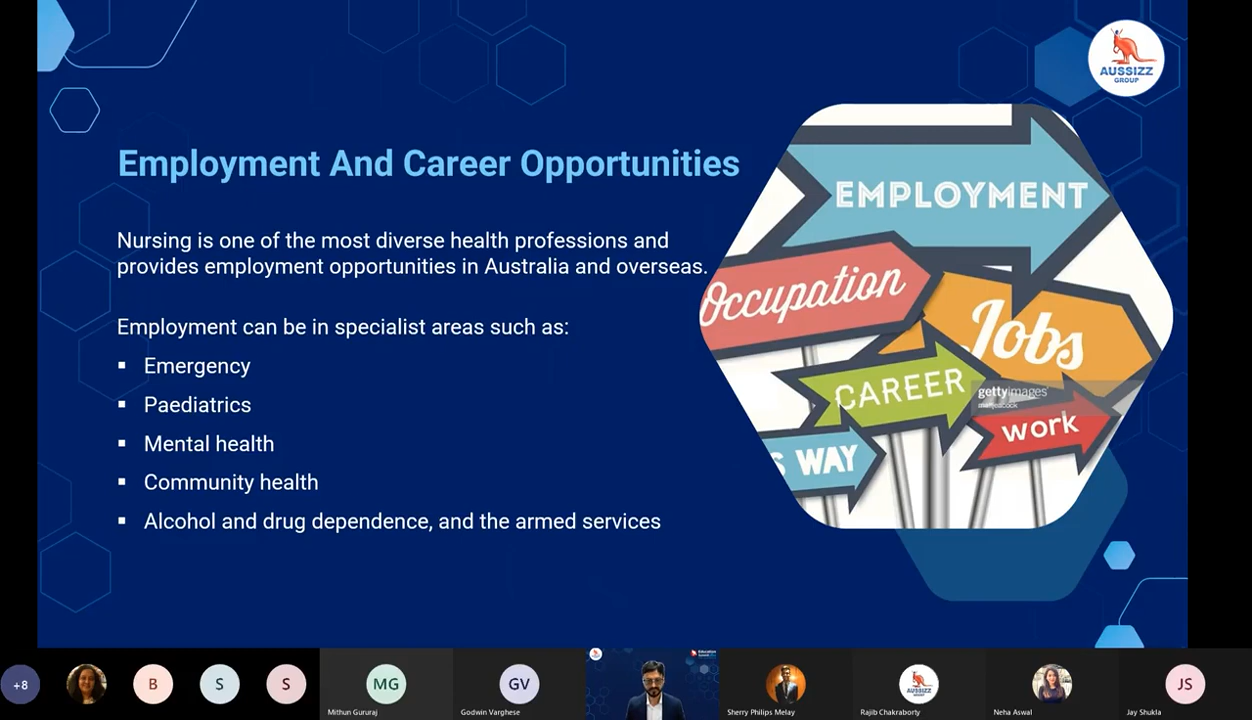 AUSSIZZ
GROUP
Employment And Career Opportunities
Nursing is one of the most diverse health professions and
provides employment opportunities in Australia and overseas.
Employment can be in specialist areas such as:
▪ Emergency
▪ Paediatrics
▪ Mental health
▪ Community health
▪ Alcohol and drug dependence, and the armed services
EMPLOYMENT
Occupation
Jobs
CAREER
gettyimages
work
S WAY
+8
B
S
S
MG
Mithun Gururaj
GV
Godwin Varghese
Sherry Philips Melay
AUSSIZZ
Rajib Chakraborty
Neha Aswal
JS
Jay Shukla